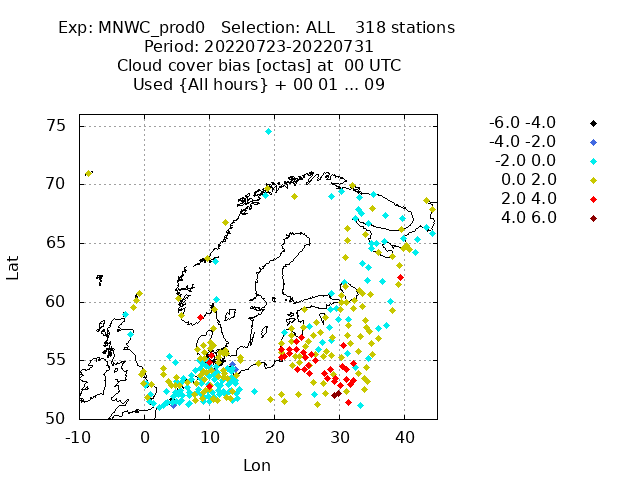 Exp: MNWC_prod0 Selection: ALL 318 stations
Period: 20220723-20220731
Cloud cover bias [octas] at 00 UTC
Used {All hours} + 00 01 ... 09
-6.0 -4.0
-4.0 -2.0
-2.0 0.0
0.0 2.0
2.0 4.0
4.0 6.0
75
70
65
60
55
50
Lat
-10 0 10 20 30 40
Lon